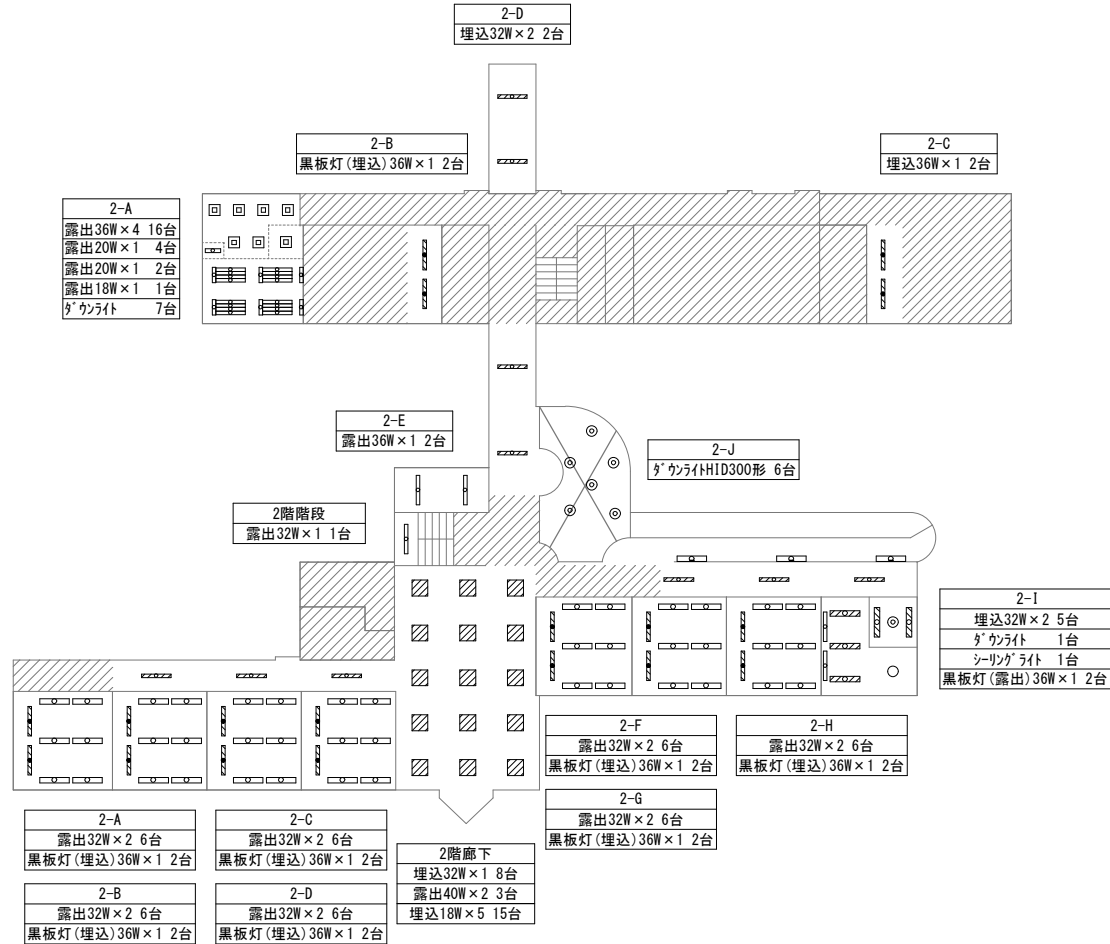 2-D
埋込32W×2 2台
2-B
黒板灯(埋込)36W×1 2台
2-C
埋込36W×1 2台
2-A
露出36W×4 16台
露出20W×1 4台
露出20W×1 2台
露出18W×1 1台
ダウンライト 7台
2-E
露出36W×1 2台
2-J
ダウンライトHID300形 6台
2階階段
露出32W×1 1台
2-I
埋込32W×2 5台
ダウンライト 1台
シーリングライト 1台
黒板灯(露出)36W×1 2台
2-F
露出32W×2 6台
黒板灯(埋込)36W×1 2台
2-H
露出32W×2 6台
黒板灯(埋込)36W×1 2台
2-G
露出32W×2 6台
黒板灯(埋込)36W×1 2台
2-A
露出32W×2 6台
黒板灯(埋込)36W×1 2台
2-C
露出32W×2 6台
黒板灯(埋込)36W×1 2台
2階廊下
埋込32W×1 8台
露出40W×2 3台
埋込18W×5 15台
2-B
露出32W×2 6台
黒板灯(埋込)36W×1 2台
2-D
露出32W×2 6台
黒板灯(埋込)36W×1 2台